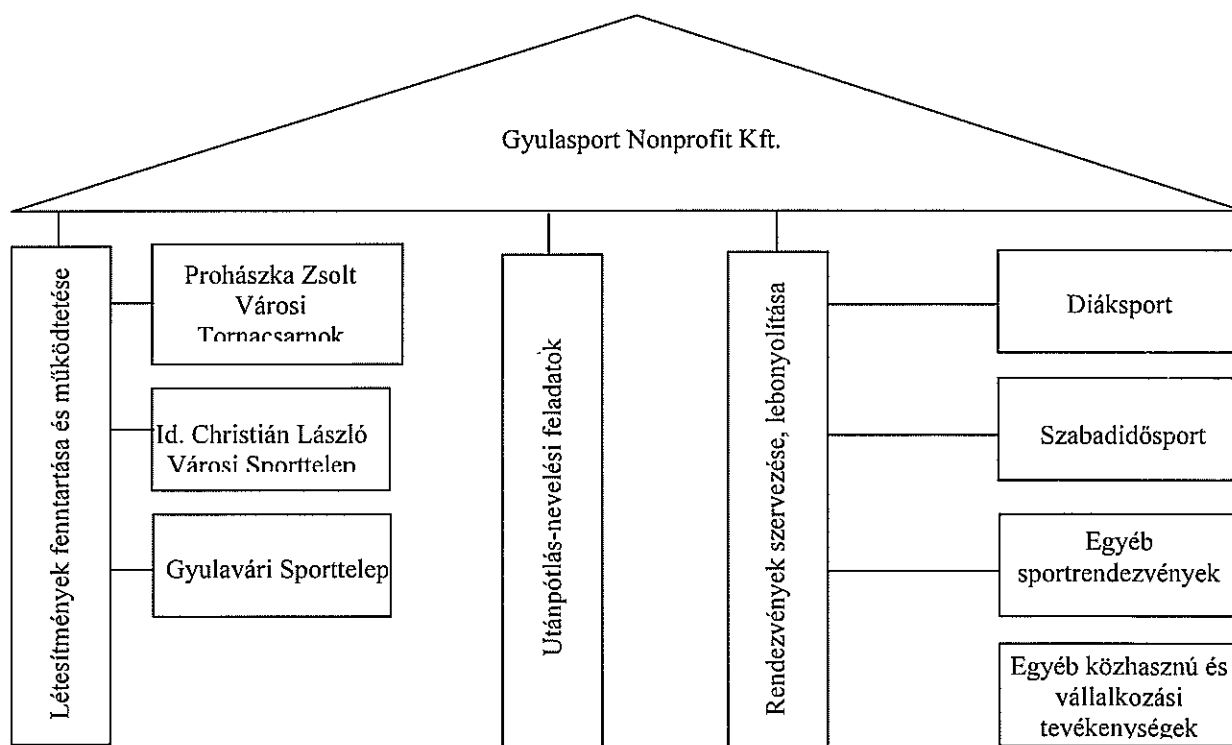 Gyulasport Nonprofit Kft.
Létesítmények fenntartása és működtetése
Prohászka Zsolt
Városi
Tornacsarnok
Id. Christián László
Városi Sporttelep
Gyulavári Sporttelep
Utánpótlás-nevelési feladatok
Rendezvények szervezése, lebonyolítása
Diáksport
Szabadidősport
Egyéb
sportrendezvények
Egyéb közhasznú és
vállalkozási
tevékenységek